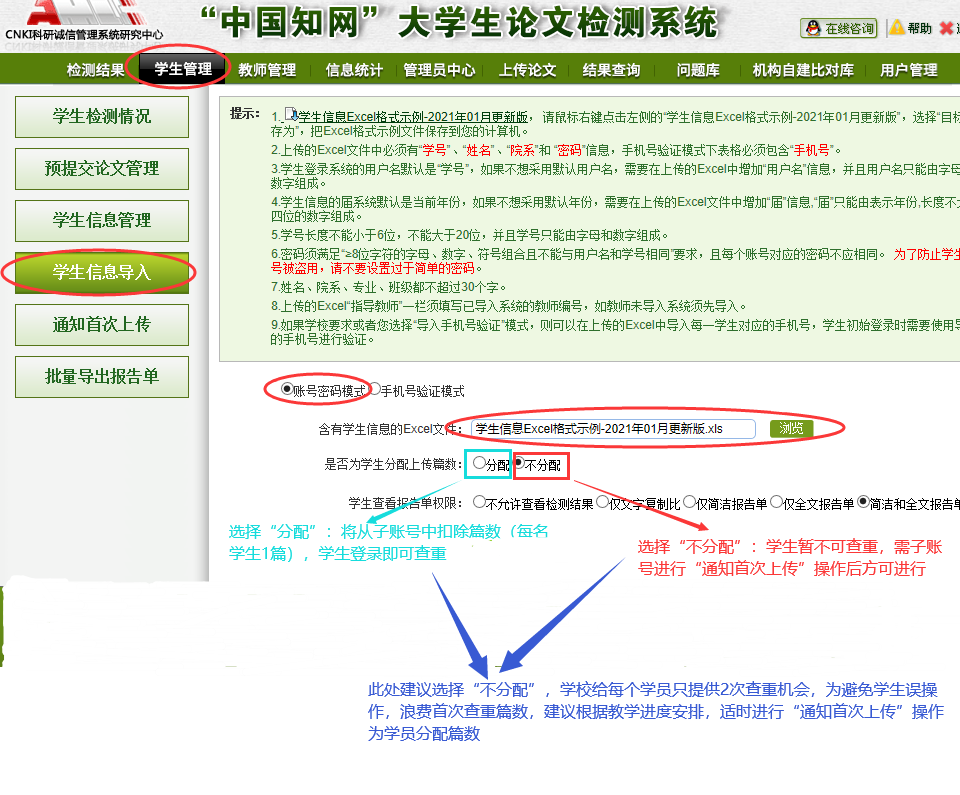 “中国知网”大学生论文检测系统
CNKI科研诚信管理系统研究中心
在线咨询
帮助
检测结果 学生管理 教师管理 信息统计 管理员中心 上传论文 结果查询 问题库 机构自建比对库 用户管理
学生检测情况
预提交论文管理
学生信息管理
学生信息导入
通知首次上传
批量导出报告单
提示:
1. 学生信息Excel格式示例-2021年01月更新版，请鼠标右键点击左侧的“学生信息Excel格式示例-2021年01月更新版”，选择“目标
存为”，把Excel格式示例文件保存到您的计算机。
2.上传的Excel文件中必须有“学号”、“姓名”、“院系”和 “密码”信息，手机号验证模式下表格必须包含“手机号”。
3.学生登录系统的用户名默认是“学号”，如果不想采用默认用户名，需要在上传的Excel中增加“用户名”信息，并且用户名只能由字母
数字组成。
4.学生信息的届系统默认是当前年份，如果不想采用默认年份，需要在上传的Excel文件中增加“届”信息,“届”只能由表示年份,长度不大
四位的数字组成。
5.学号长度不能小于6位，不能大于20位，并且学号只能由字母和数字组成。
6.密码须满足“≥8位字符的字母、数字、符号组合且不能与用户名和学号相同”要求，且每个账号对应的密码不应相同。 为了防止学生
号被盗用，请不要设置过于简单的密码。
7.姓名、院系、专业、班级都不超过30个字。
8.上传的Excel“指导教师”一栏须填写已导入系统的教师编号，如教师未导入系统须先导入。
9.如果学校要求或者您选择“导入手机号验证”模式，则可以在上传的Excel中导入每一学生对应的手机号，学生初始登录时需要使用导
的手机号进行验证。
账号密码模式 手机号验证模式
含有学生信息的Excel文件: 学生信息Excel格式示例-2021年01月更新版.xls 浏览
是否为学生分配上传篇数: 分配 不分配
学生查看报告单权限: 不允许查看检测结果 仅文字复制比 仅简洁报告单 仅全文报告单 简洁和全文报告单
选择“分配”：将从子账号中扣除篇数（每名
学生1篇），学生登录即可查重
选择“不分配”：学生暂不可查重，需子账
号进行“通知首次上传”操作后方可进行
此处建议选择“不分配”，学校给每个学员只提供2次查重机会，为避免学生误操
作，浪费首次查重篇数，建议根据教学进度安排，适时进行“通知首次上传”操作
为学员分配篇数